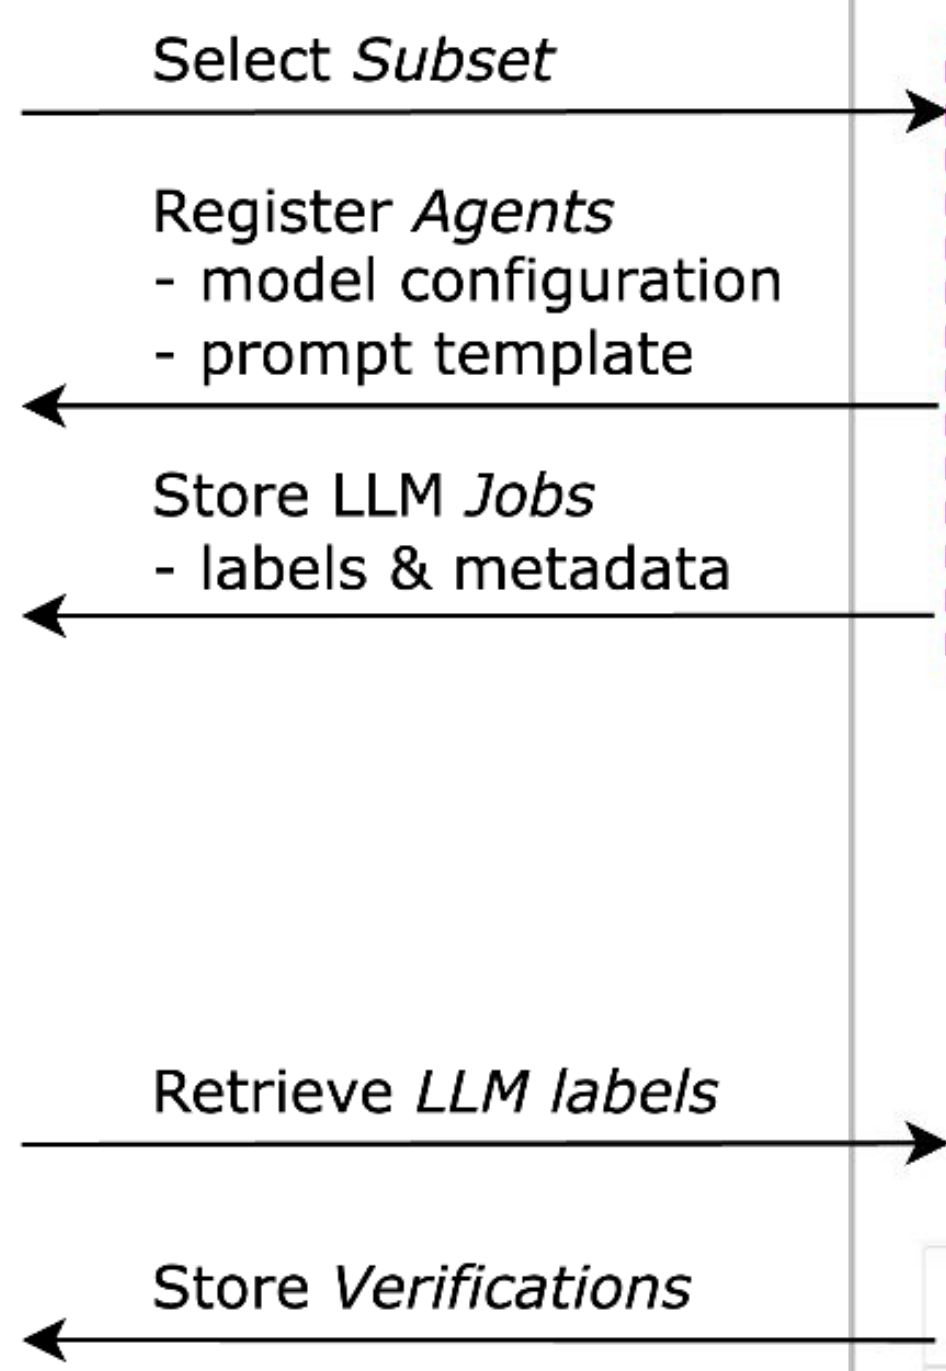 Select Subset
Register Agents
- model configuration
- prompt template
Store LLM Jobs
- labels & metadata
Retrieve LLM labels
Store Verifications